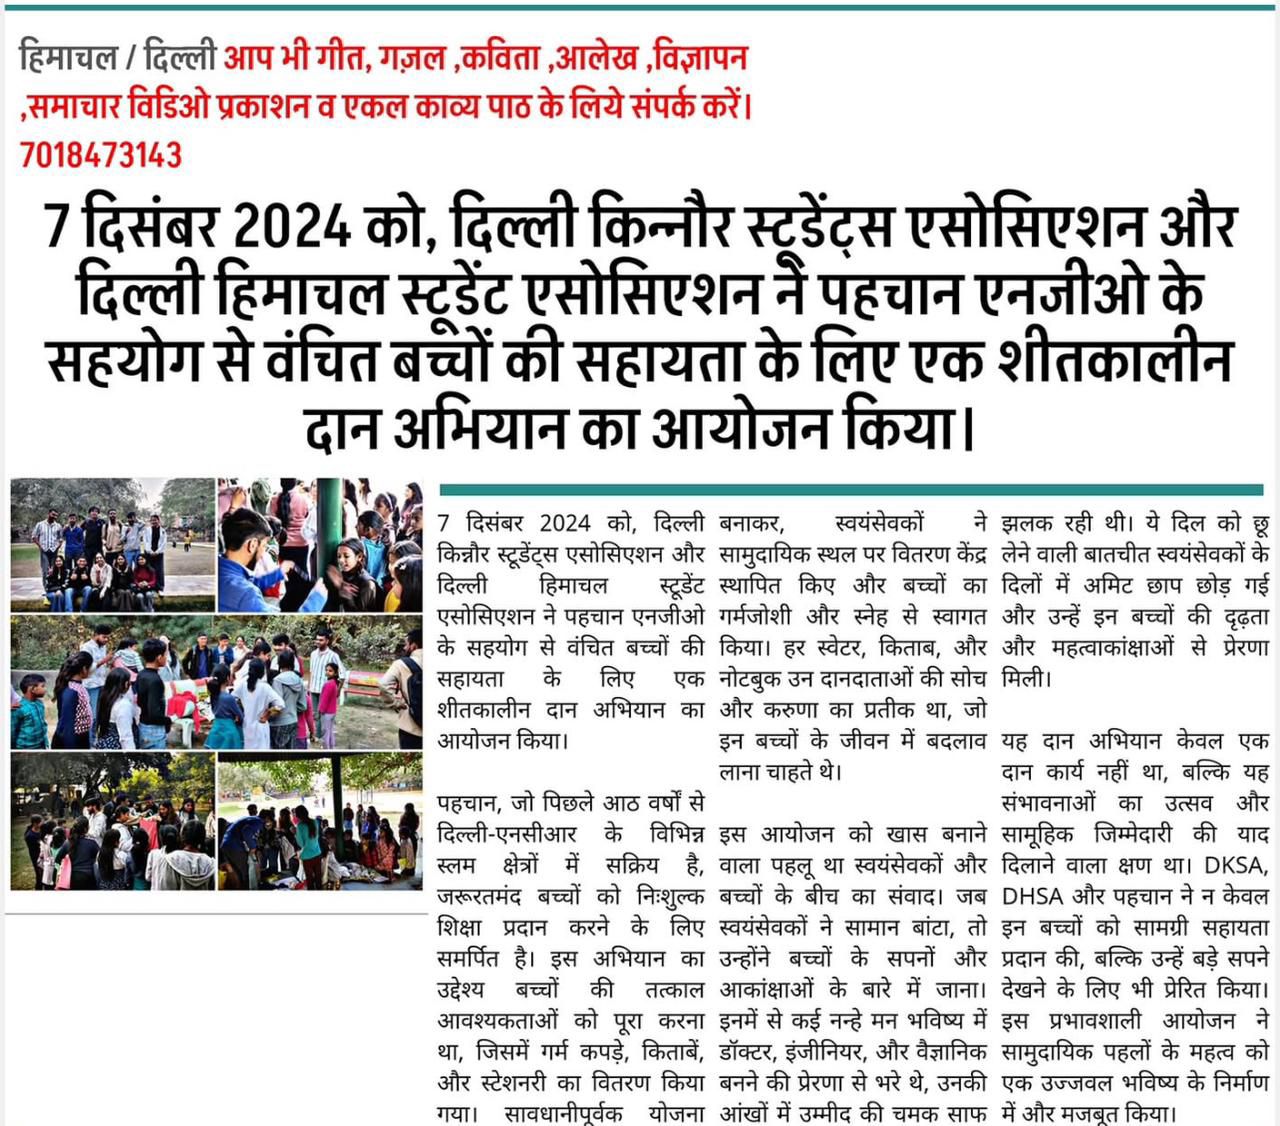 हिमाचल / दिल्ली आप भी गीत, गज़ल ,कविता ,आलेख ,विज्ञापन
,समाचार विडिओ प्रकाशन व एकल काव्य पाठ के लिये संपर्क करें।
7018473143
7 दिसंबर 2024 को, दिल्ली किन्नौर स्टूडेंट्स एसोसिएशन और
दिल्ली हिमाचल स्टूडेंट एसोसिएशन ने पहचान एनजीओ के
सहयोग से वंचित बच्चों की सहायता के लिए एक शीतकालीन
दान अभियान का आयोजन किया।
7 दिसंबर 2024 को, दिल्ली
किन्नौर स्टूडेंट्स एसोसिएशन और
दिल्ली हिमाचल स्टूडेंट
एसोसिएशन ने पहचान एनजीओ
के सहयोग से वंचित बच्चों की
सहायता के लिए एक
शीतकालीन दान अभियान का
आयोजन किया।
पहचान, जो पिछले आठ वर्षों से
दिल्ली-एनसीआर के विभिन्न
स्लम क्षेत्रों में सक्रिय है,
जरूरतमंद बच्चों को निःशुल्क
शिक्षा प्रदान करने के लिए
समर्पित है। इस अभियान का
उद्देश्य बच्चों की तत्काल
आवश्यकताओं को पूरा करना
था, जिसमें गर्म कपड़े, किताबें,
और स्टेशनरी का वितरण किया
गया। सावधानीपूर्वक योजना
बनाकर, स्वयंसेवकों ने
सामुदायिक स्थल पर वितरण केंद्र
स्थापित किए और बच्चों का
गर्मजोशी और स्नेह से स्वागत
किया। हर स्वेटर, किताब, और
नोटबुक उन दानदाताओं की सोच
और करुणा का प्रतीक था, जो
इन बच्चों के जीवन में बदलाव
लाना चाहते थे।
इस आयोजन को खास बनाने
वाला पहलू था स्वयंसेवकों और
बच्चों के बीच का संवाद। जब
स्वयंसेवकों ने सामान बांटा, तो
उन्होंने बच्चों के सपनों और
आकांक्षाओं के बारे में जाना।
इनमें से कई नन्हे मन भविष्य में
डॉक्टर, इंजीनियर, और वैज्ञानिक
बनने की प्रेरणा से भरे थे, उनकी
आंखों में उम्मीद की चमक साफ
झलक रही थी। ये दिल को छू
लेने वाली बातचीत स्वयंसेवकों के
दिलों में अमिट छाप छोड़ गई
और उन्हें इन बच्चों की दृढ़ता
और महत्वाकांक्षाओं से प्रेरणा
मिली।
यह दान अभियान केवल एक
दान कार्य नहीं था, बल्कि यह
संभावनाओं का उत्सव और
सामूहिक जिम्मेदारी की याद
दिलाने वाला क्षण था। DKSA,
DHSA और पहचान ने न केवल
इन बच्चों को सामग्री सहायता
प्रदान की, बल्कि उन्हें बड़े सपने
देखने के लिए भी प्रेरित किया।
इस प्रभावशाली आयोजन ने
सामुदायिक पहलों के महत्व को
एक उज्जवल भविष्य के निर्माण
में और मजबूत किया।